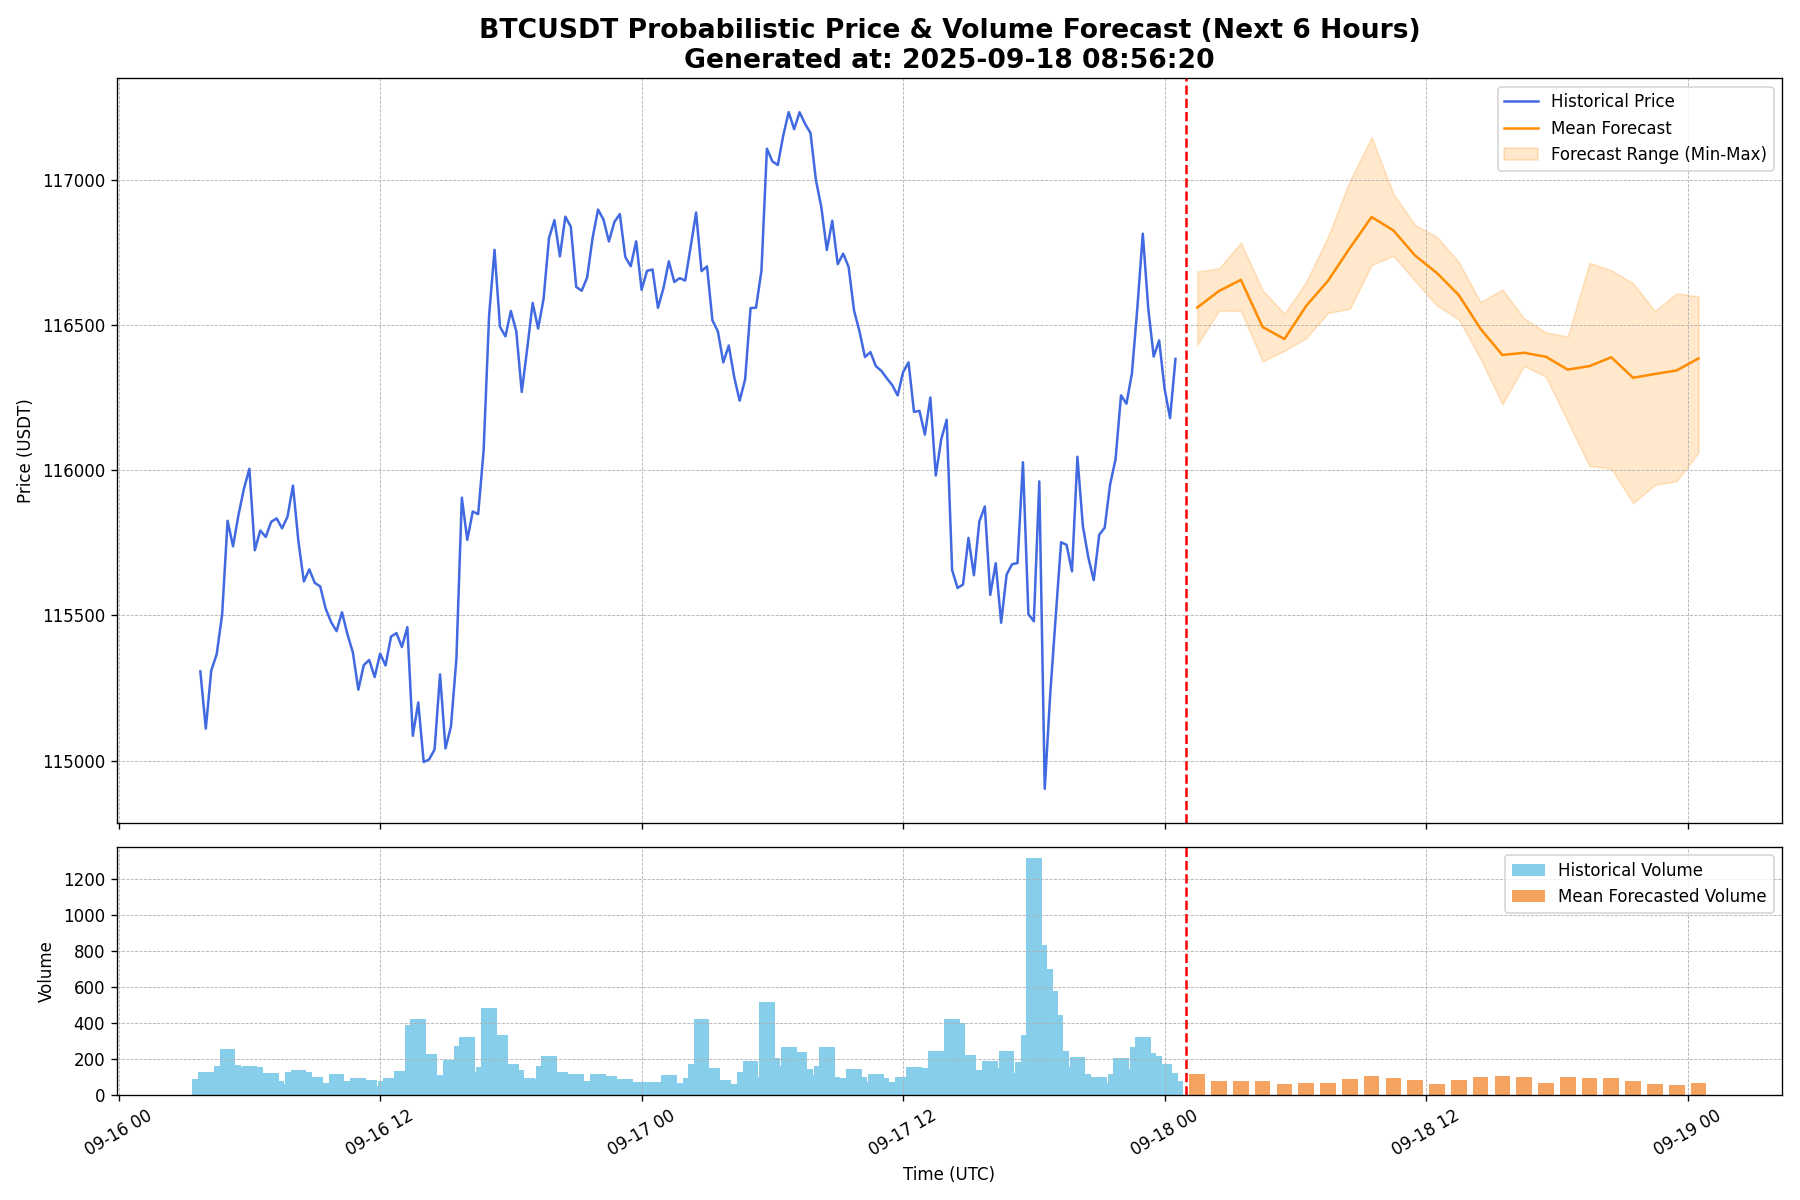 BTCUSDT Probabilistic Price & Volume Forecast (Next 6 Hours)
Generated at: 2025-09-18 08:56:20
Historical Price
Mean Forecast
Forecast Range (Min-Max)
Price (USDT)
117000
116500
116000
115500
115000
Historical Volume
Mean Forecasted Volume
Volume
1200
1000
800
600
400
200
0
09-16 00
09-16 12
09-17 00
09-17 12
09-18 00
09-18 12
09-19 00
Time (UTC)